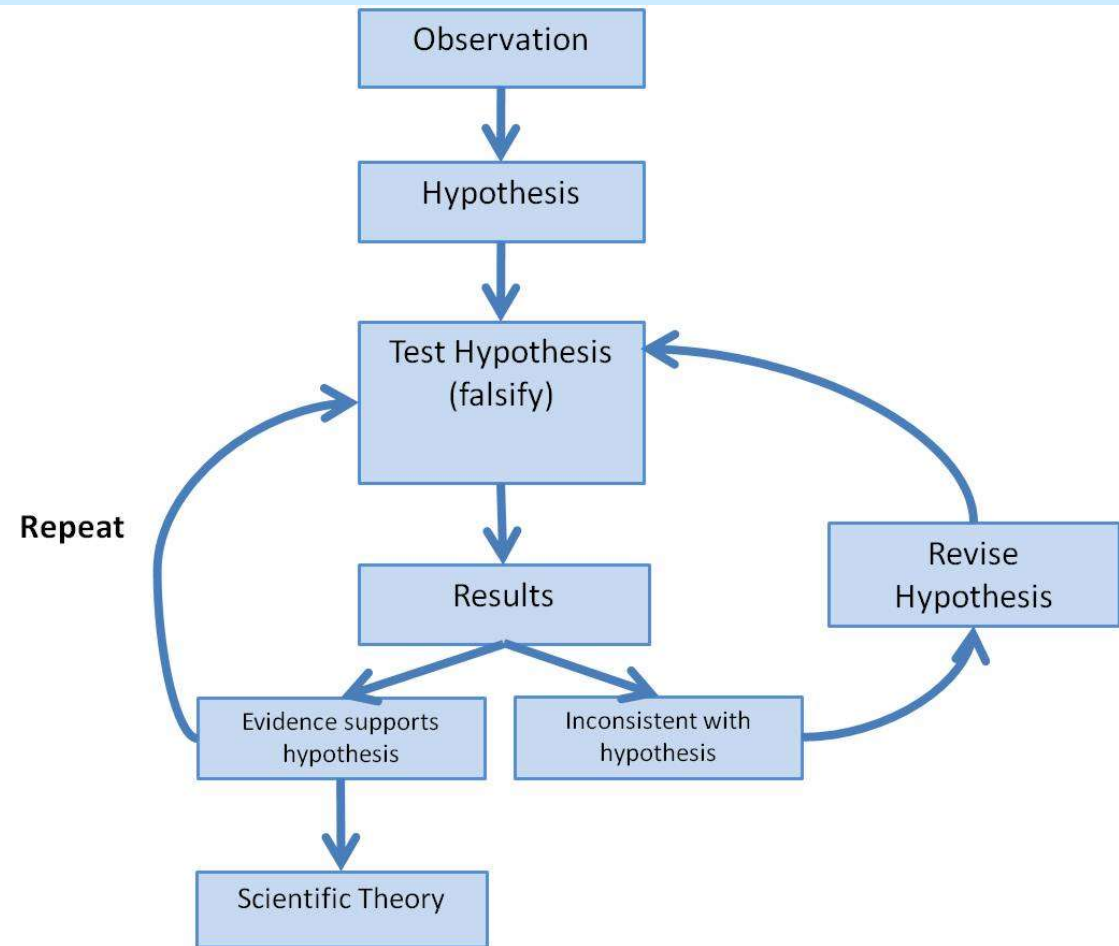 Observation
Hypothesis
Test Hypothesis
(falsify)
Repeat
Results
Revise
Hypothesis
Evidence supports
hypothesis
Inconsistent with
hypothesis
Scientific Theory